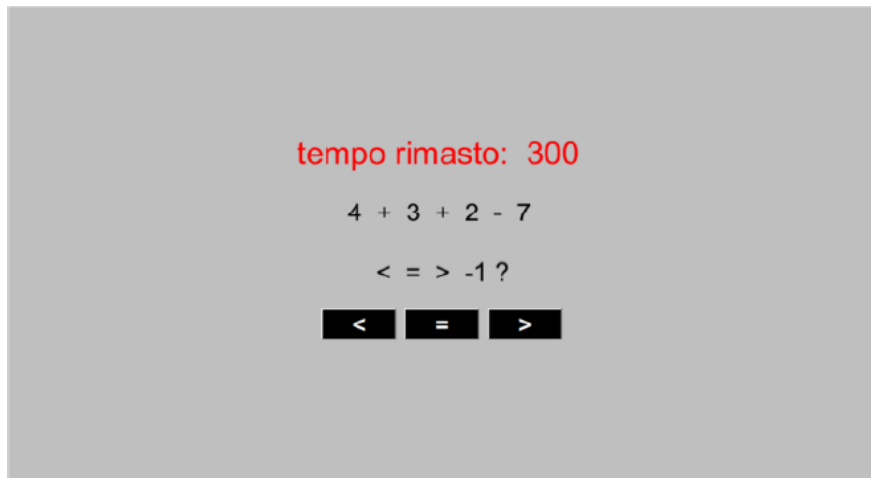 tempo rimasto: 300
4 + 3 + 2 - 7
< = > -1 ?
< = >